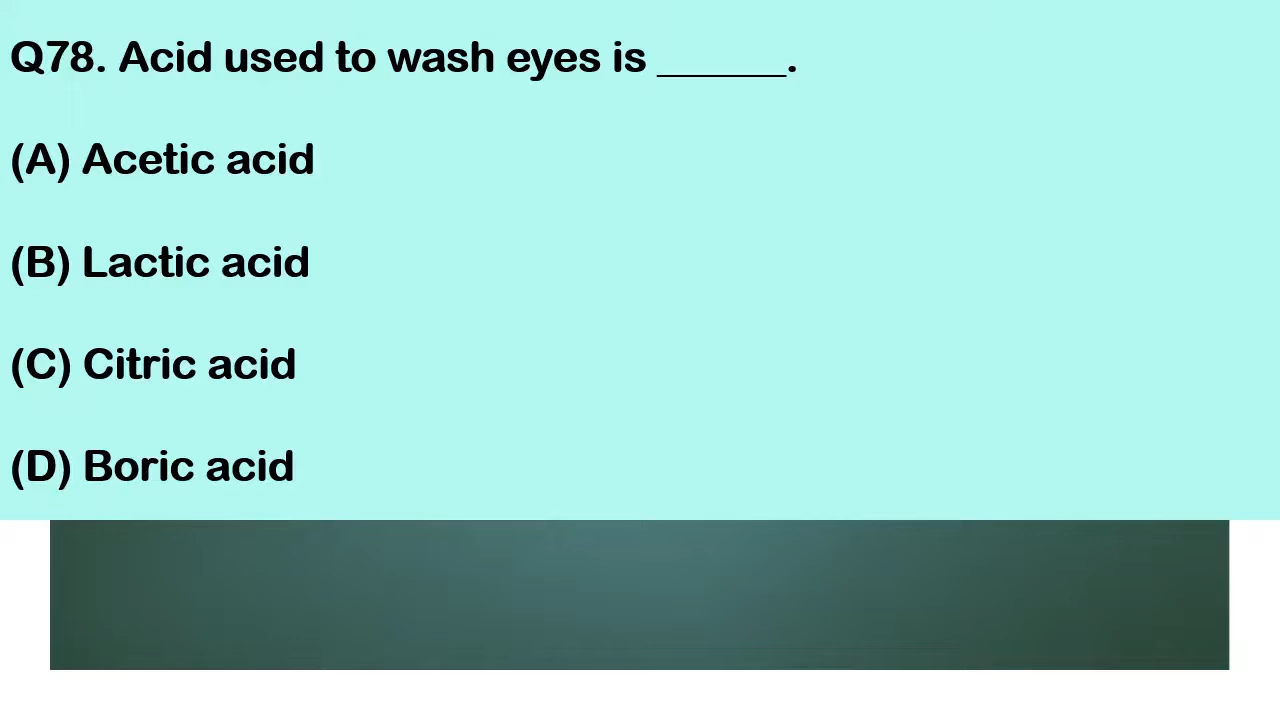 Q78. Acid used to wash eyes is ______.
(A) Acetic acid
(B) Lactic acid
(C) Citric acid
(D) Boric acid